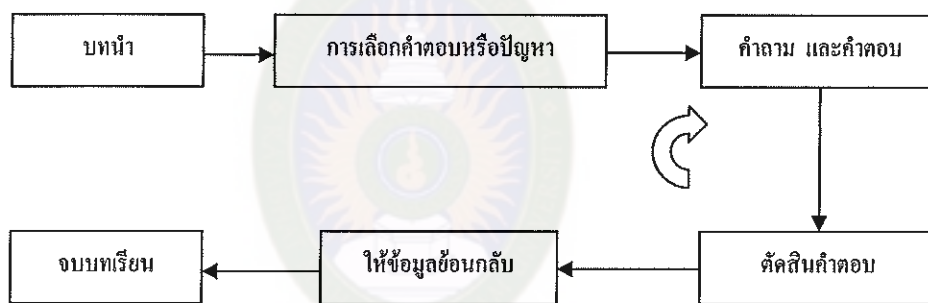 บทนำ
การเลือกคำตอบหรือปัญหา
คำถาม และคำตอบ
ตัดสินคำตอบ
ให้ข้อมูลย้อนกลับ
จบบทเรียน